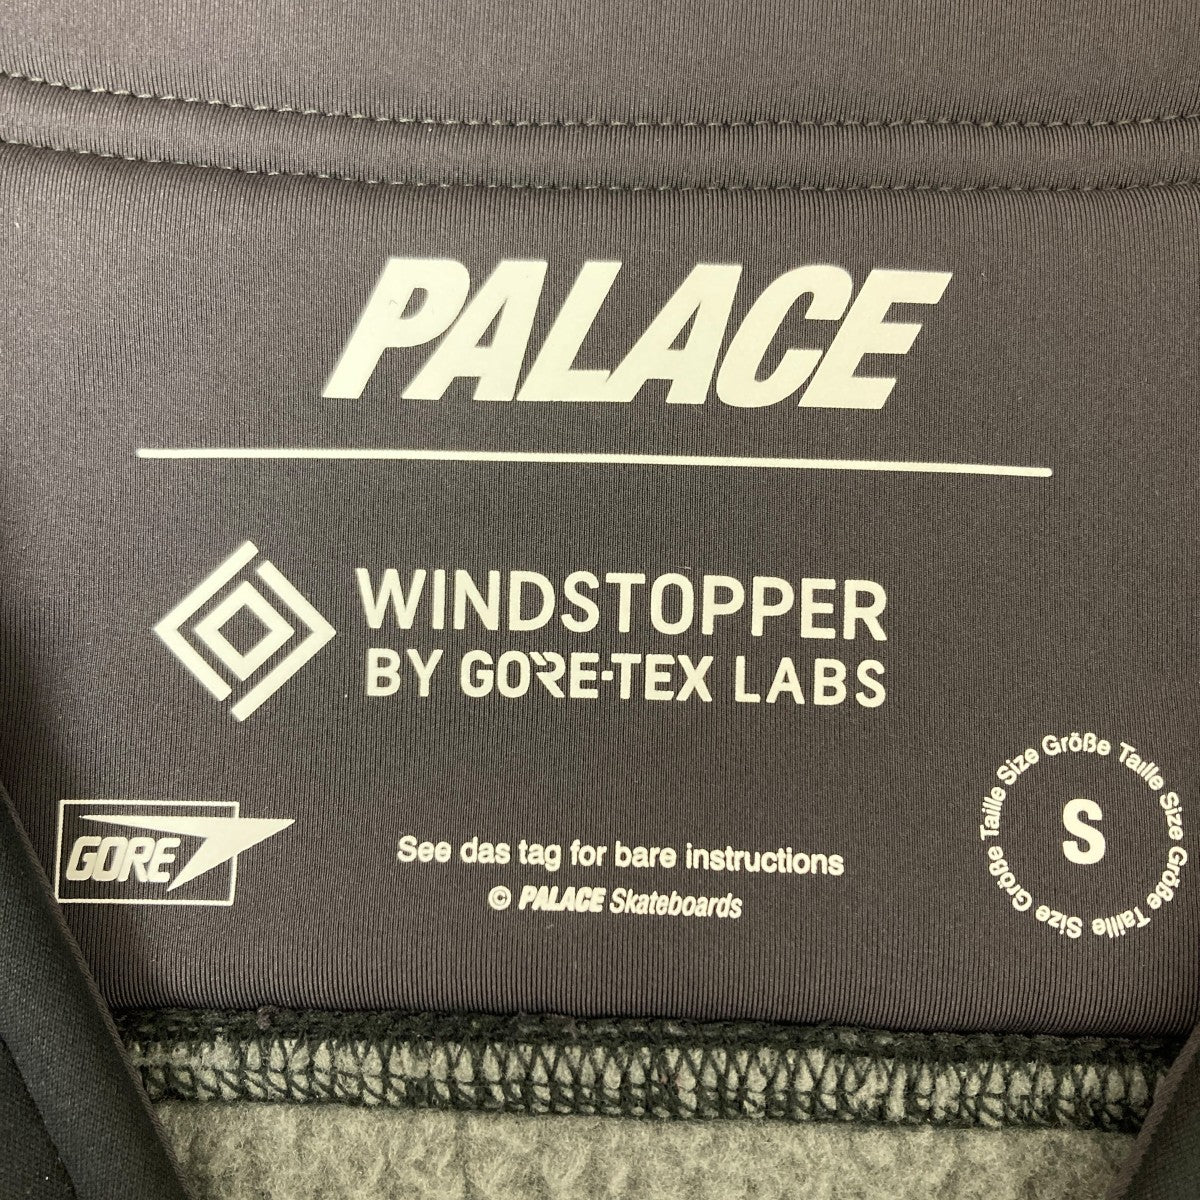 PALACE
WINDSTOPPER
BY GORE-TEX LABS
GORE
See das tag for bare instructions
© PALACE Skateboards
Size Größe Taille Size Größe Taille Size Größe Taille
S